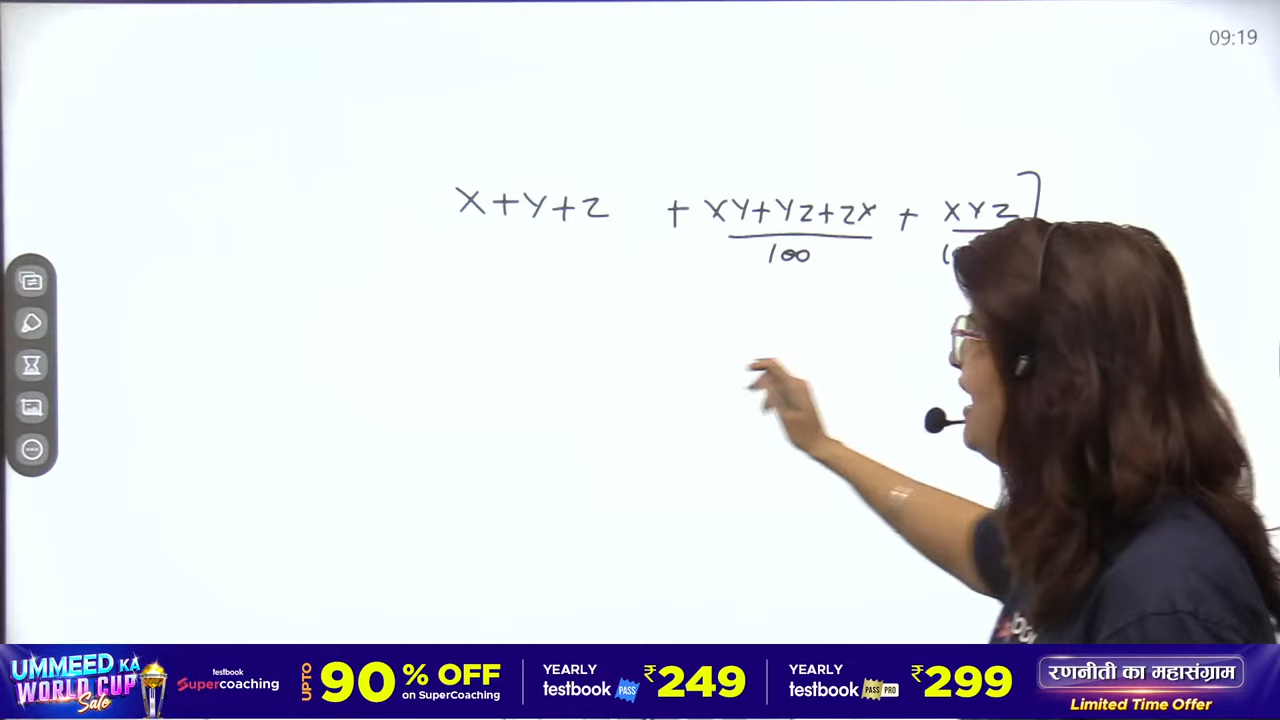 09:19
X+Y+Z + XY+YZ+ZX + XYZ ]
100
UMMEED KA
WORLD CUP
Sale
testbook
Supercoaching
UPTO
90 % OFF
on SuperCoaching
YEARLY
testbook PASS
₹249
YEARLY
testbook PASS PRO
₹299
रणनीती का महासंग्राम
Limited Time Offer